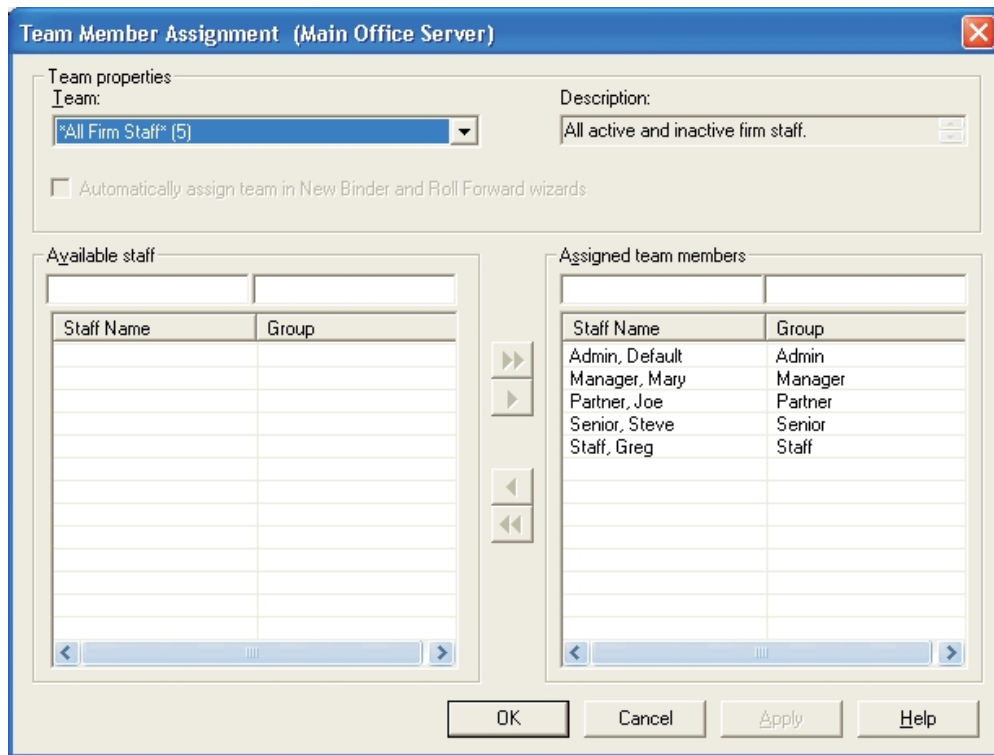 Team Member Assignment (Main Office Server)
Team properties
Team:
Description:
*All Firm Staff* (5)
All active and inactive firm staff.
Automatically assign team in New Binder and Roll Forward wizards
Available staff
Staff Name Group
Assigned team members
Staff Name Group
Admin, Default Admin
Manager, Mary Manager
Partner, Joe Partner
Senior, Steve Senior
Staff, Greg Staff
OK Cancel Apply Help